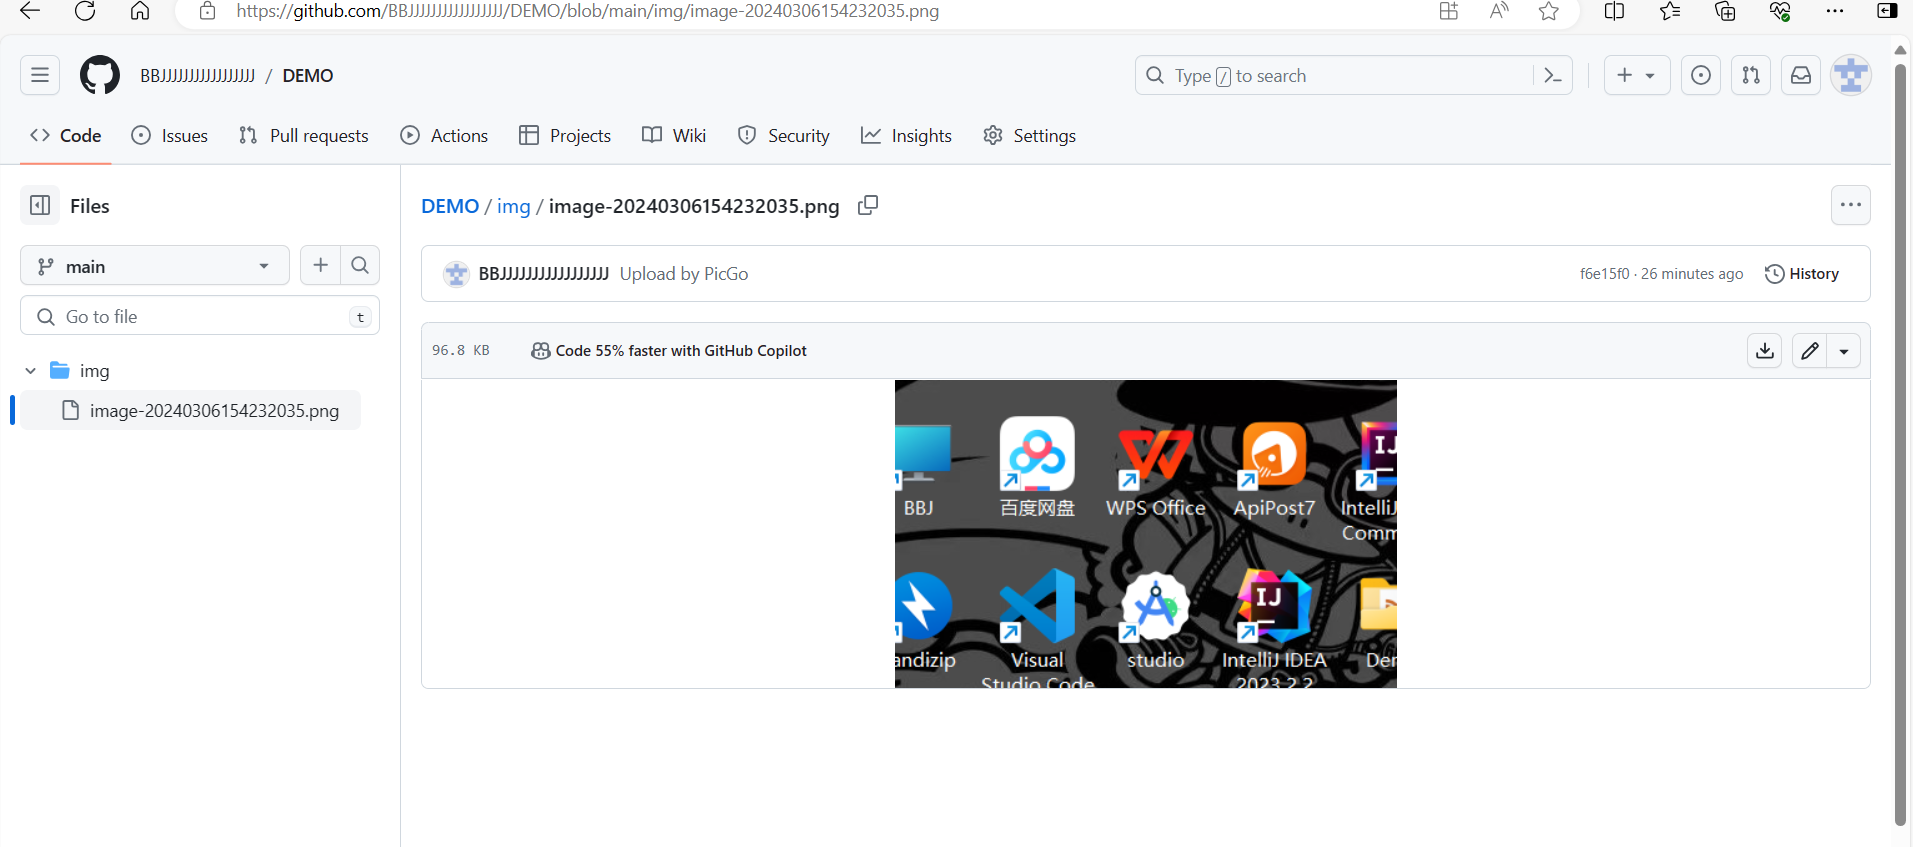 https://github.com/BBJJJJJJJJJJJJJJJJJ/DEMO/blob/main/img/image-20240306154232035.png
BBJJJJJJJJJJJJJJJJJ / DEMO
Type / to search
Code
Issues
Pull requests
Actions
Projects
Wiki
Security
Insights
Settings
Files
main
Go to file
t
img
image-20240306154232035.png
DEMO / img / image-20240306154232035.png
BBJJJJJJJJJJJJJJJJJ Upload by PicGo
f6e15f0 · 26 minutes ago
History
96.8 KB
Code 55% faster with GitHub Copilot
BBJ
百度网盘
WPS Office
ApiPost7
IntelliJ
Comm
andizip
Visual
Studio Code
studio
IntelliJ IDEA
2023.2.2
Der